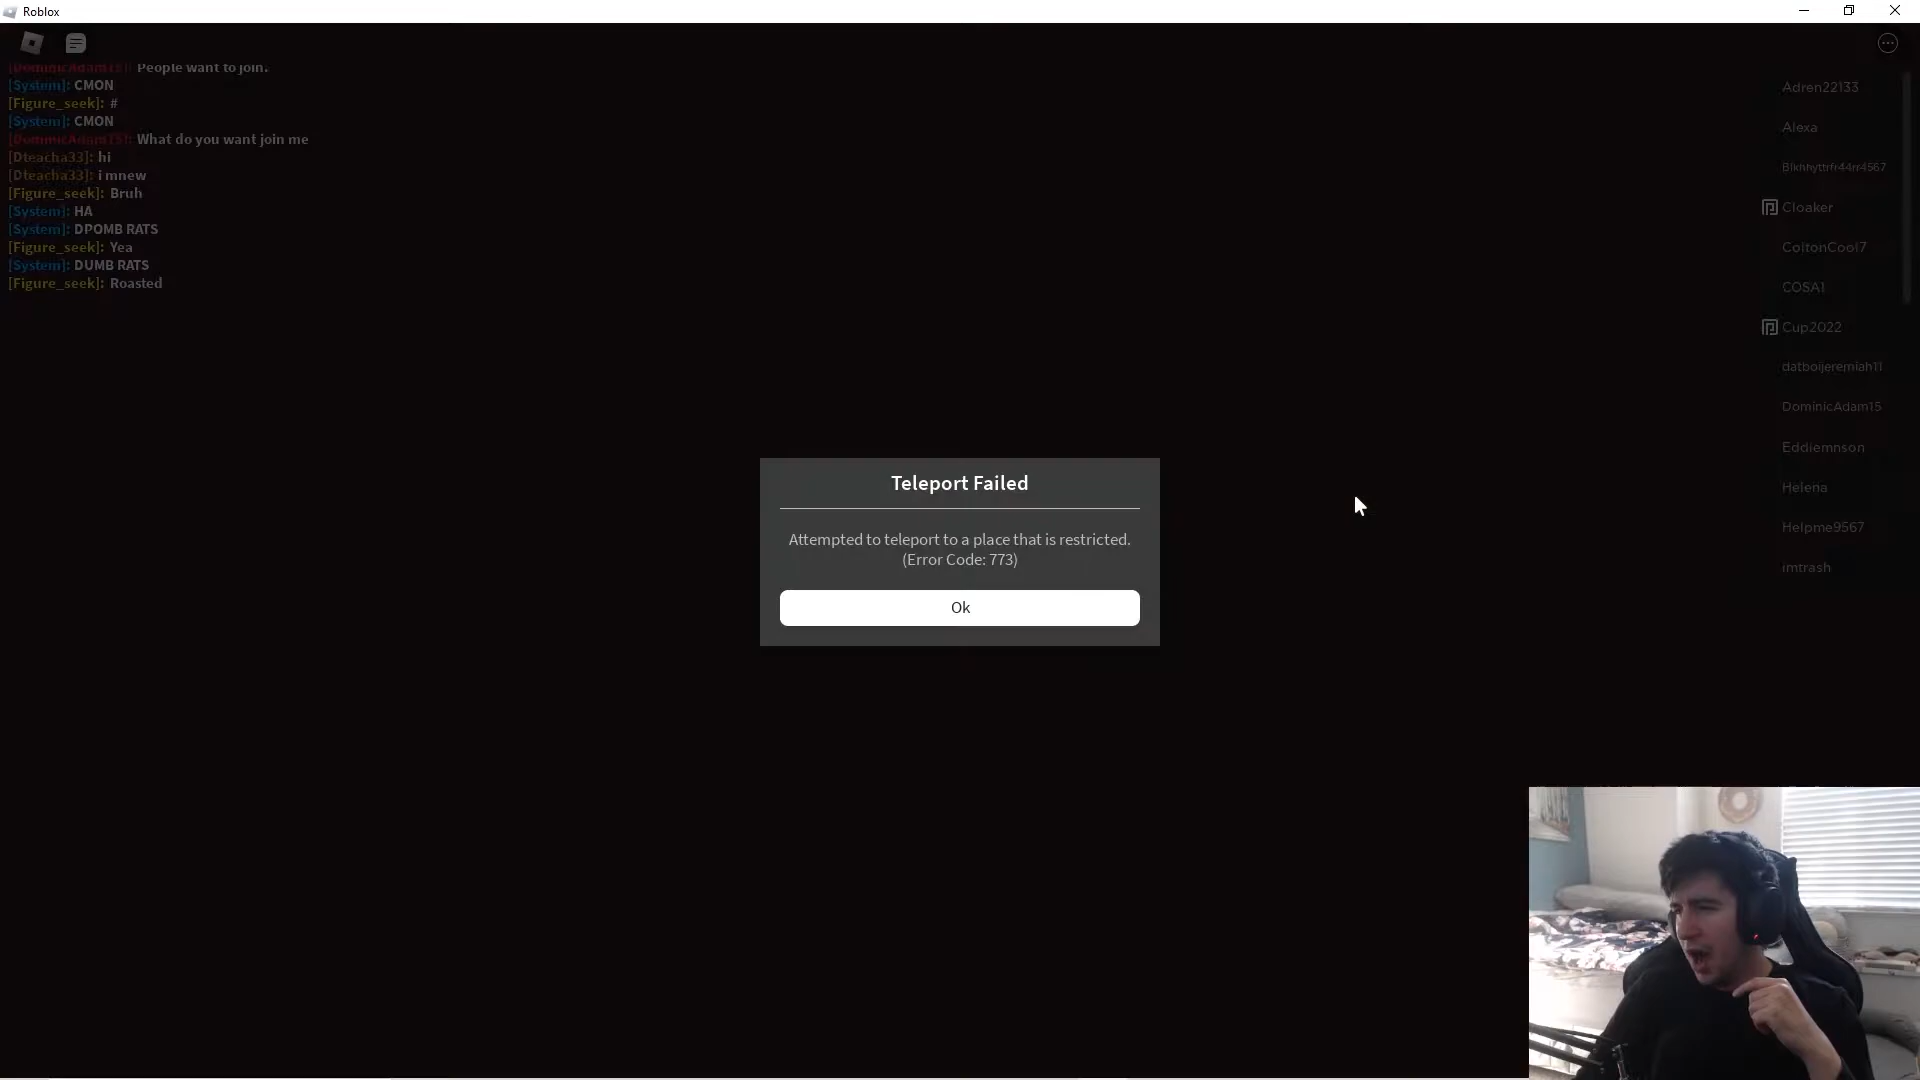 Roblox
[DominicAdam15]: People want to join.
[System]: CMON
[Figure_seek]: #
[System]: CMON
[DominicAdam15]: What do you want join me
[Dteacha33]: hi
[Dteacha33]: i mnew
[Figure_seek]: Bruh
[System]: HA
[System]: DPOMB RATS
[Figure_seek]: Yea
[System]: DUMB RATS
[Figure_seek]: Roasted
Adren22133
Alexa
Cloaker
ColtonCool7
COSA1
Cup2022
datboijeremiah11
DominicAdam15
Eddiemnson
Helena
Helpme9567
imtrash
Teleport Failed
Attempted to teleport to a place that is restricted.
(Error Code: 773)
Ok